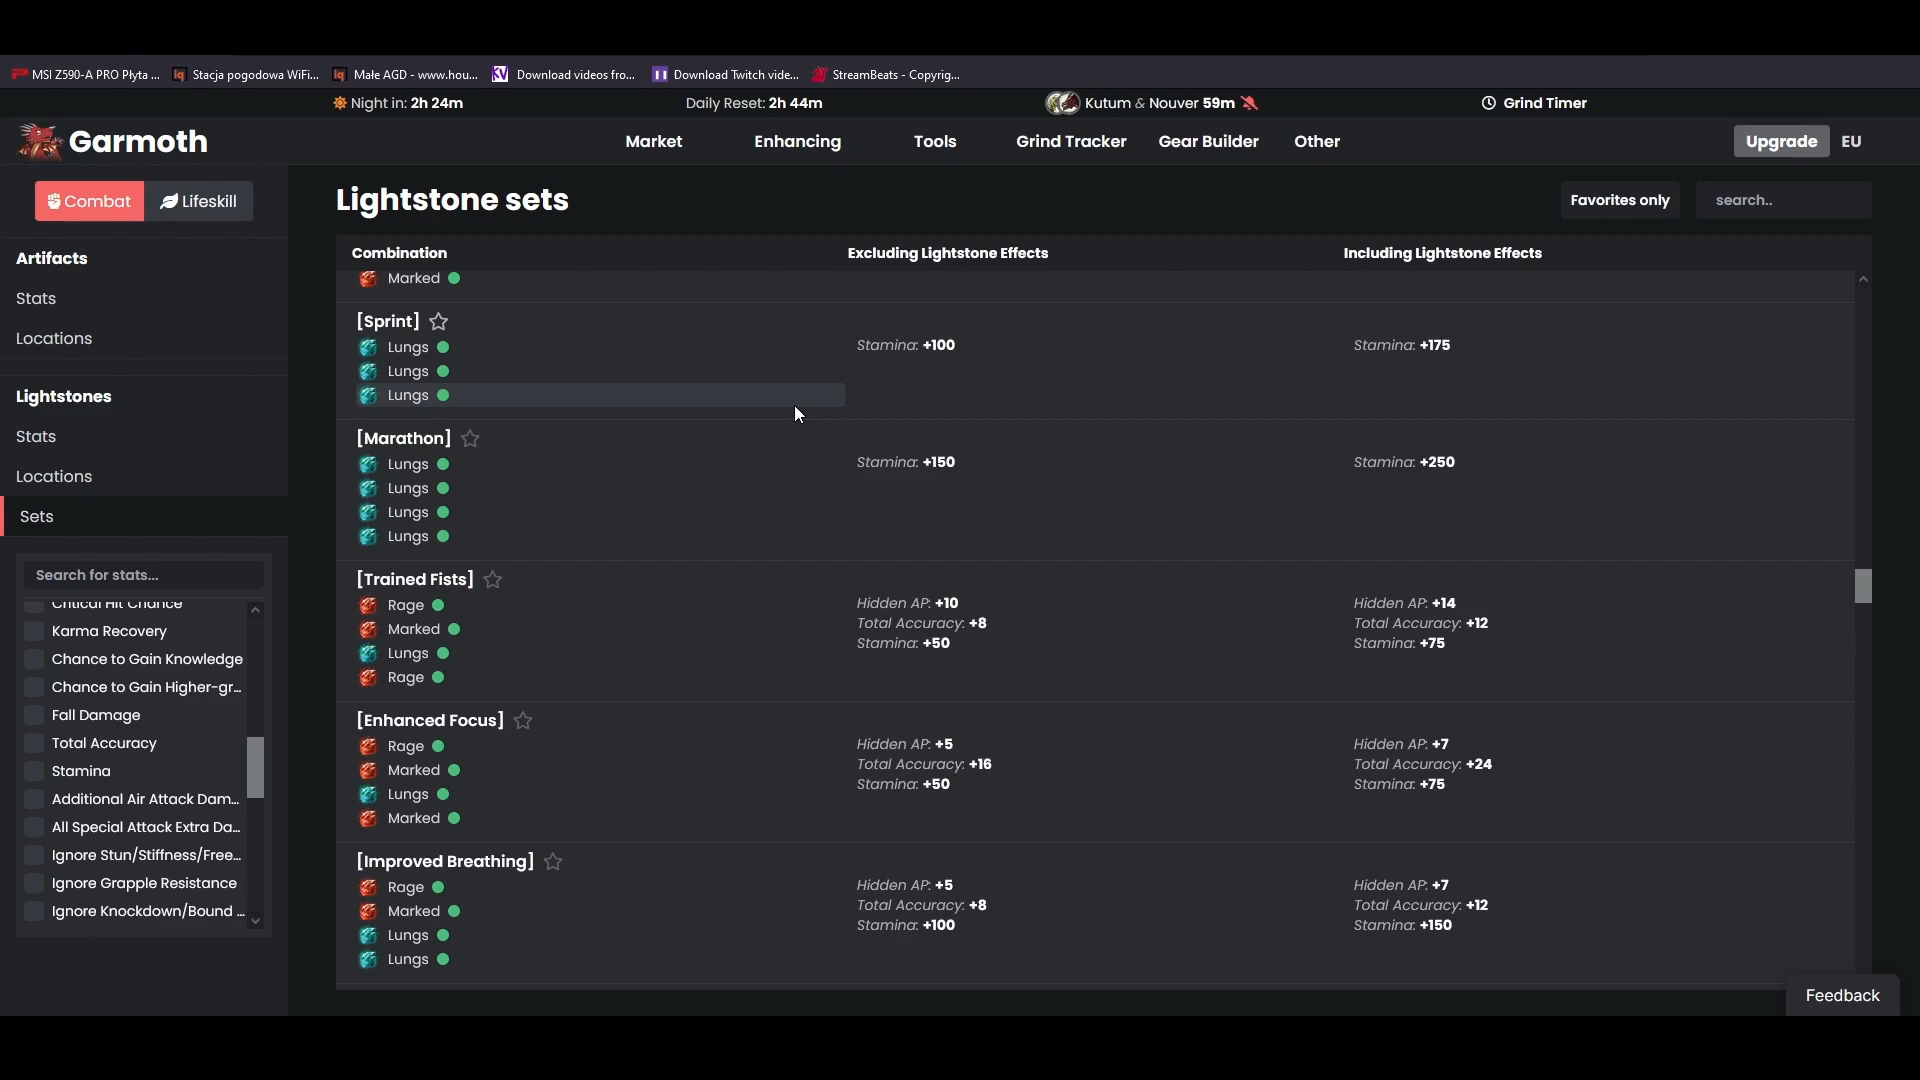 MSI Z590-A PRO Płyta ...
Stacja pogodowa WiFi...
Małe AGD - www.hou...
Download videos fro...
Download Twitch vide...
StreamBeats - Copyrig...
Night in: 2h 24m
Daily Reset: 2h 44m
Kutum & Nouver 59m
Grind Timer
Garmoth
Market
Enhancing
Tools
Grind Tracker
Gear Builder
Other
Upgrade
EU
Combat
Lifeskill
Artifacts
Stats
Locations
Lightstones
Stats
Locations
Sets
Search for stats...
Critical Hit Chance
Karma Recovery
Chance to Gain Knowledge
Chance to Gain Higher-gr...
Fall Damage
Total Accuracy
Stamina
Additional Air Attack Dam...
All Special Attack Extra Da...
Ignore Stun/Stiffness/Free...
Ignore Grapple Resistance
Ignore Knockdown/Bound ...
Lightstone sets
Favorites only
search..
Combination
Excluding Lightstone Effects
Including Lightstone Effects
Marked
[Sprint]
Lungs
Lungs
Lungs
Stamina: +100
Stamina: +175
[Marathon]
Lungs
Lungs
Lungs
Lungs
Stamina: +150
Stamina: +250
[Trained Fists]
Rage
Marked
Lungs
Rage
Hidden AP: +10
Total Accuracy: +8
Stamina: +50
Hidden AP: +14
Total Accuracy: +12
Stamina: +75
[Enhanced Focus]
Rage
Marked
Lungs
Marked
Hidden AP: +5
Total Accuracy: +16
Stamina: +50
Hidden AP: +7
Total Accuracy: +24
Stamina: +75
[Improved Breathing]
Rage
Marked
Lungs
Lungs
Hidden AP: +5
Total Accuracy: +8
Stamina: +100
Hidden AP: +7
Total Accuracy: +12
Stamina: +150
Feedback